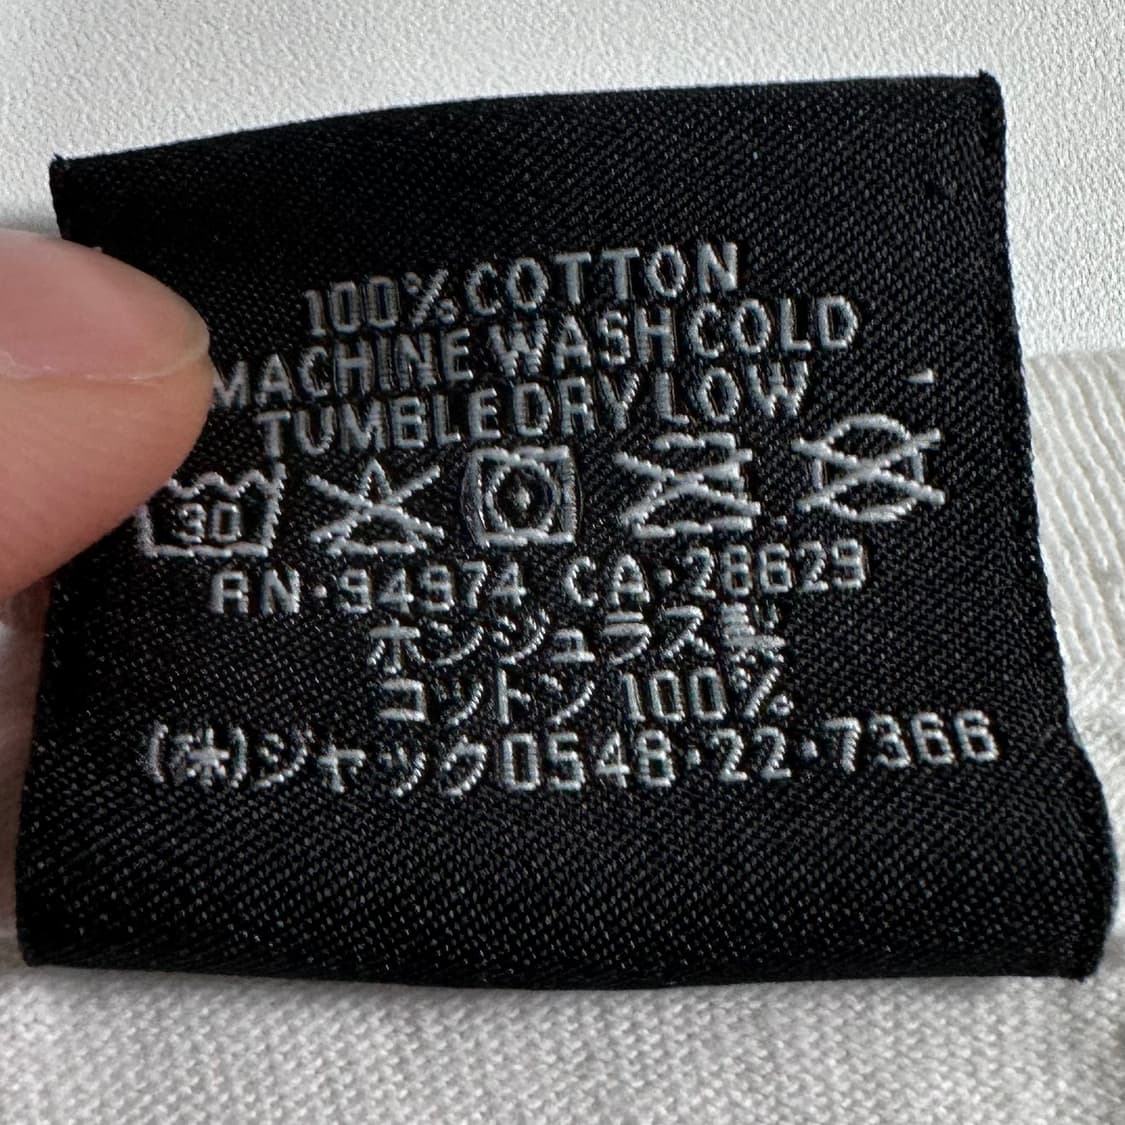 100% COTTON
MACHINE WASH COLD
TUMBLE DRY LOW
30
RN·94974 CA·28629
ホンジュラス製
コットン 100%
(株)ジャック0548·22·7366